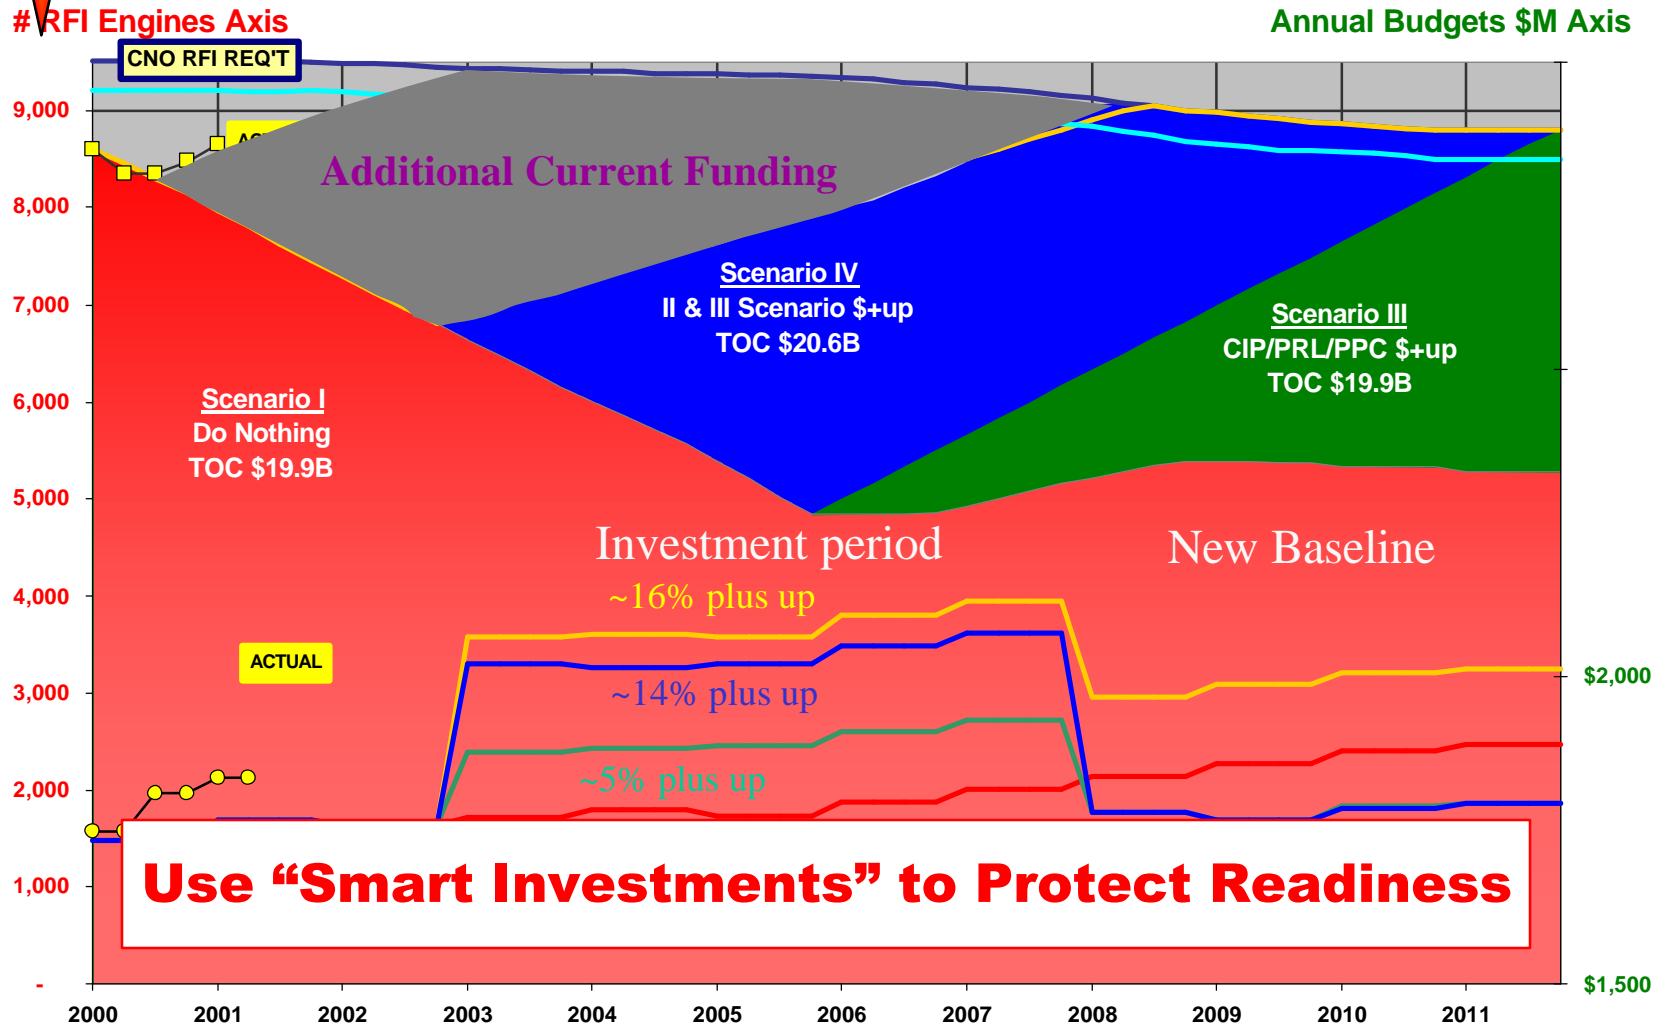 # RFI Engines Axis
Annual Budgets $M Axis
CNO RFI REQ'T
9,000
8,000
7,000
6,000
5,000
4,000
3,000
2,000
1,000
-
Additional Current Funding
Scenario IV
II & III Scenario $+up
TOC $20.6B
Scenario III
CIP/PRL/PPC $+up
TOC $19.9B
Scenario I
Do Nothing
TOC $19.9B
Investment period
New Baseline
~16% plus up
ACTUAL
~14% plus up
~5% plus up
$2,000
Use “Smart Investments” to Protect Readiness
$1,500
2000 2001 2002 2003 2004 2005 2006 2007 2008 2009 2010 2011